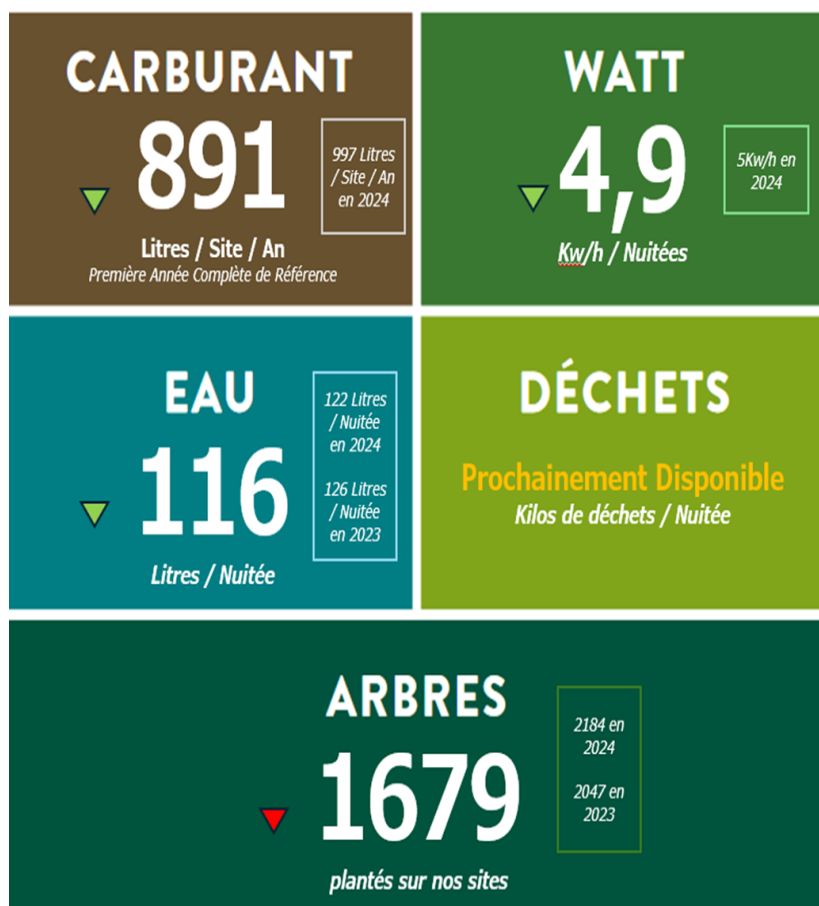 CARBURANT
891
997 Litres
/ Site / An
en 2024
Litres / Site / An
Première Année Complète de Référence
WATT
4,9
5Kw/h en
2024
Kw/h / Nuitées
EAU
116
122 Litres
/ Nuitée
en 2024
126 Litres
/ Nuitée
en 2023
Litres / Nuitée
DÉCHETS
Prochainement Disponible
Kilos de déchets / Nuitée
ARBRES
1679
2184 en
2024
2047 en
2023
plantés sur nos sites